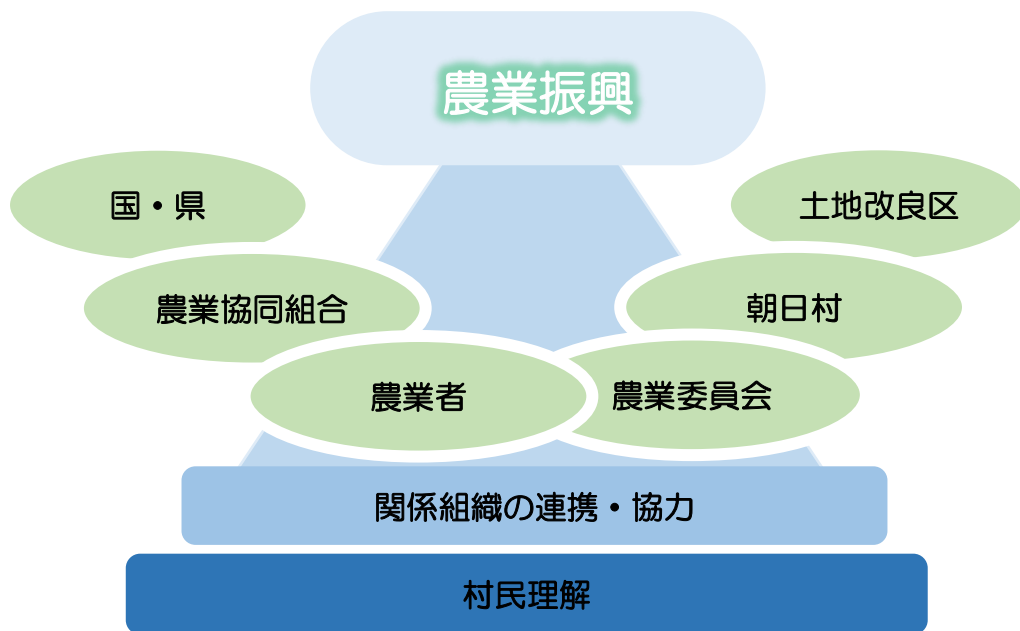 農業振興
国・県
土地改良区
農業協同組合
朝日村
農業者
農業委員会
関係組織の連携・協力
村民理解